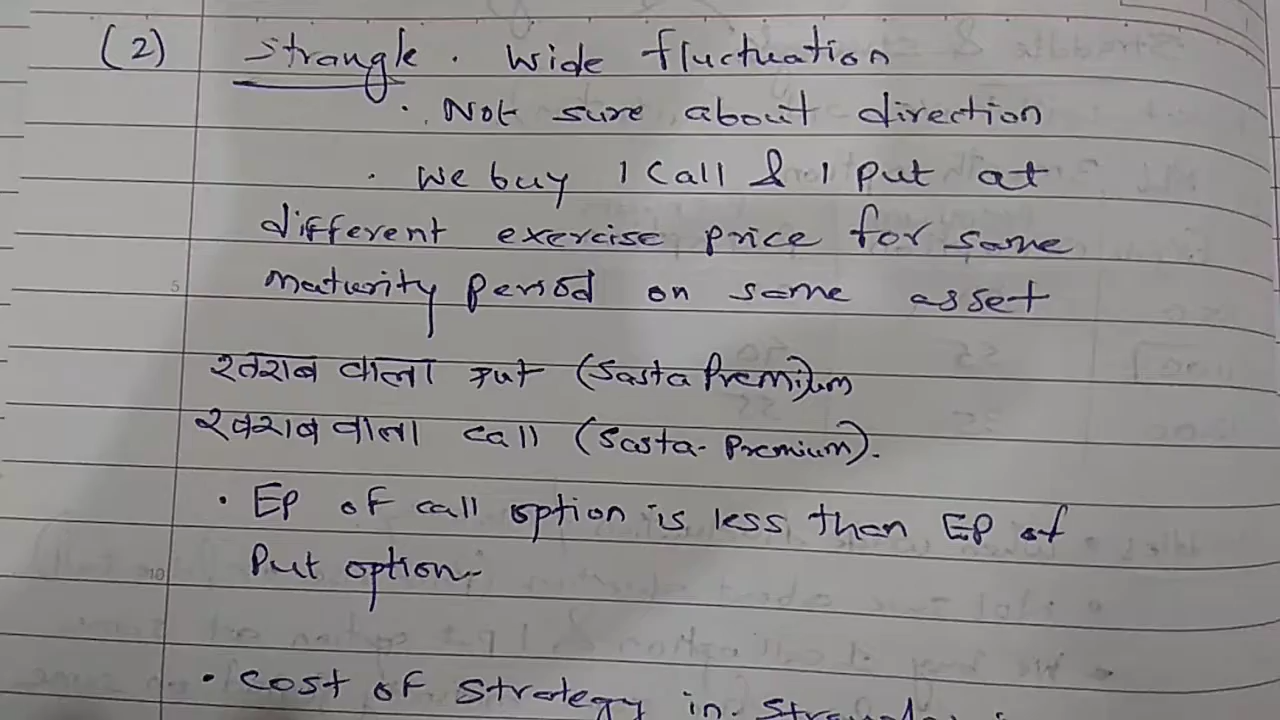 (2) Strangle . Wide fluctuation
. Not sure about direction
. We buy 1 Call & 1 Put at
different exercise price for same
maturity period on same asset
खराब वाला Put (Sasta Premium)
खराब वाला Call (Sasta-Premium).
. EP of call option is less than EP of
Put option.
. Cost of Strategy in